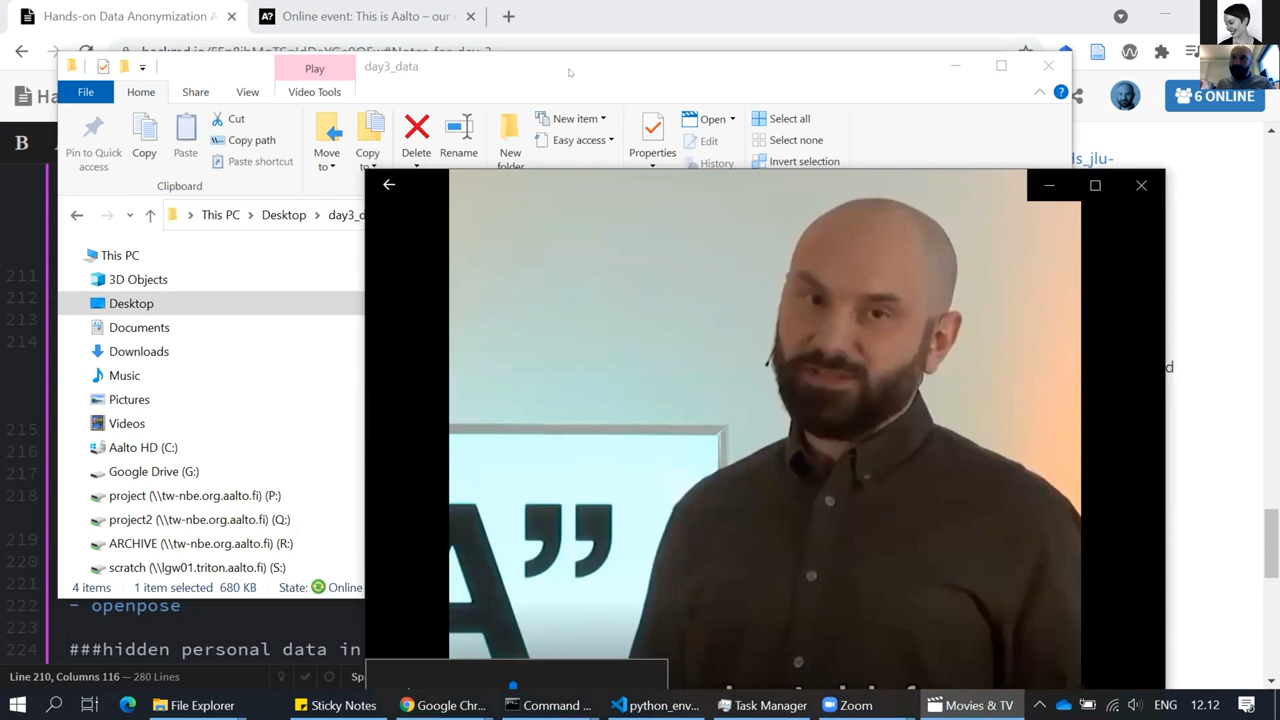 Hands-on Data Anonymization A
A? Online event: This is Aalto – our
day3_data
Play
File
Home
Share
View
Video Tools
6 ONLINE
B
Pin to Quick access
Copy
Paste
Cut
Copy path
Paste shortcut
Move to
Copy to
Delete
Rename
New folder
New item
Easy access
Properties
Open
Edit
History
Select all
Select none
Invert selection
Clipboard
This PC
Desktop
ds_jlu-
This PC
3D Objects
Desktop
Documents
Downloads
Music
Pictures
Videos
Aalto HD (C:)
Google Drive (G:)
project (\\tw-nbe.org.aalto.fi) (P:)
project2 (\\tw-nbe.org.aalto.fi) (Q:)
ARCHIVE (\\tw-nbe.org.aalto.fi) (R:)
scratch (\\lgw01.triton.aalto.fi) (S:)
4 items
1 item selected 680 KB
State: Online
211
212
213
214
215
216
217
218
219
220
221
222
- openpose
224
###hidden personal data in
A”
Line 210, Columns 116 — 280 Lines
File Explorer
Sticky Notes
Google Chr...
Command ...
python_env...
Task Manager
Zoom
Movies & TV
ENG
12.12